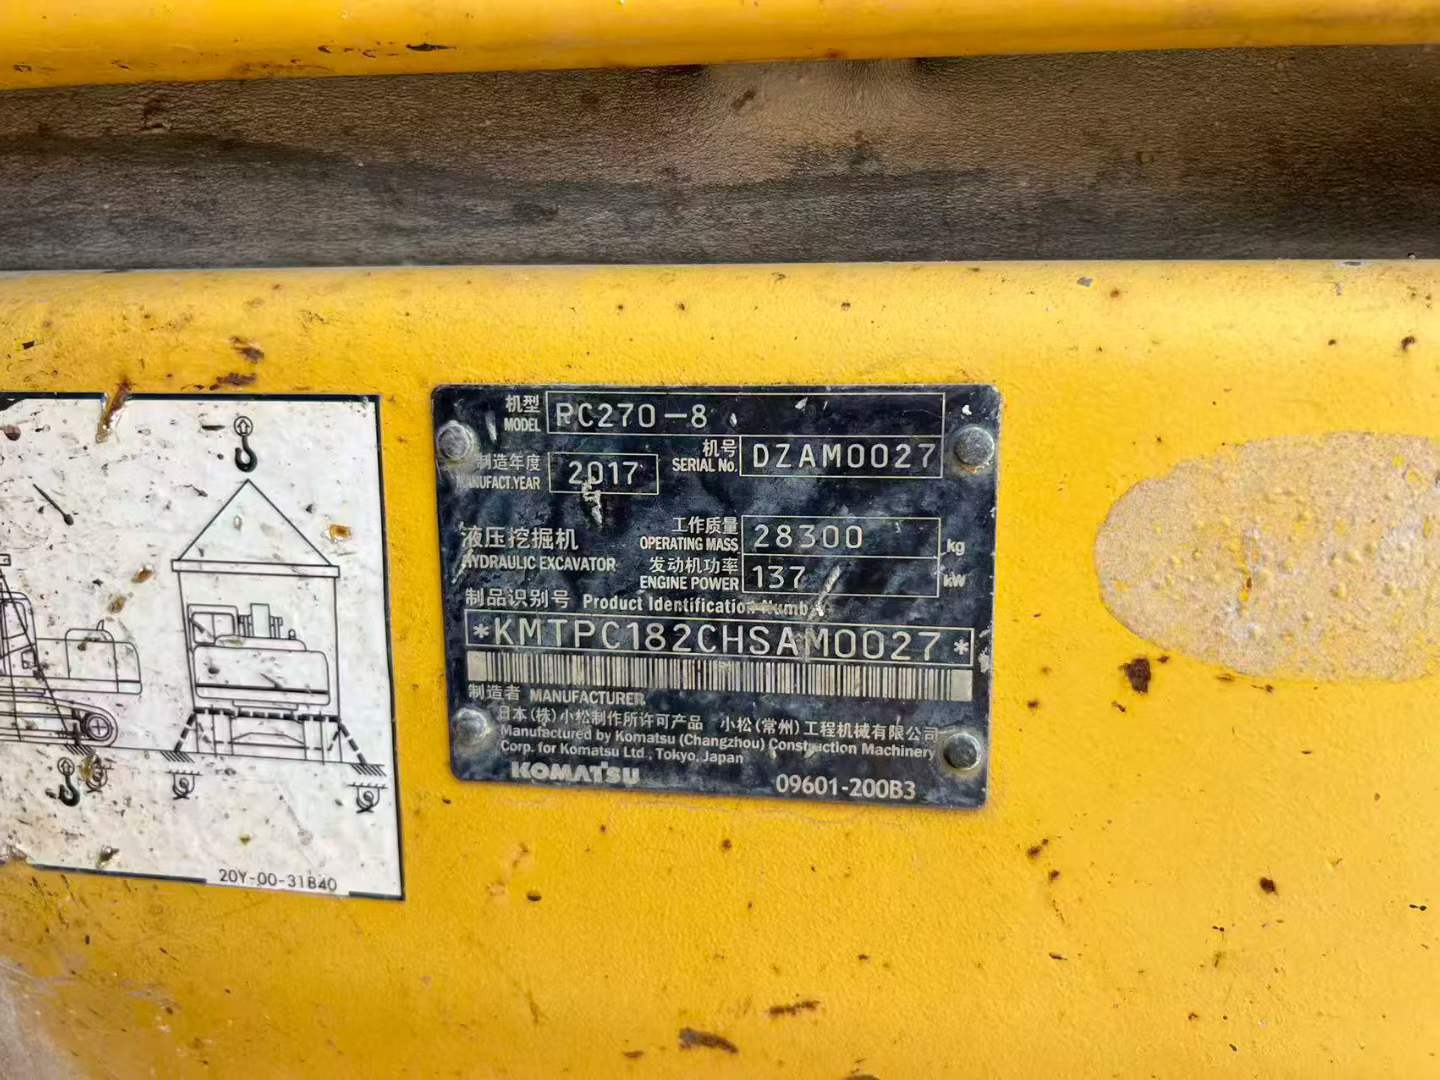 机型 MODEL RC270-8
机号 SERIAL No. DZAM0027
制造年度 MANUFACT.YEAR 2017
液压挖掘机
HYDRAULIC EXCAVATOR
工作质量 OPERATING MASS 28300 kg
发动机功率 ENGINE POWER 137 kW
制品识别号 Product Identification
*KMTPC182CHSAM0027*
制造者 MANUFACTURER
日本(株)小松制作所许可产品 小松(常州)工程机械有限公司
Manufactured by Komatsu (Changzhou) Construction Machinery
Corp. for Komatsu Ltd., Tokyo, Japan
KOMATSU 09601-200B3
20Y-00-31B40